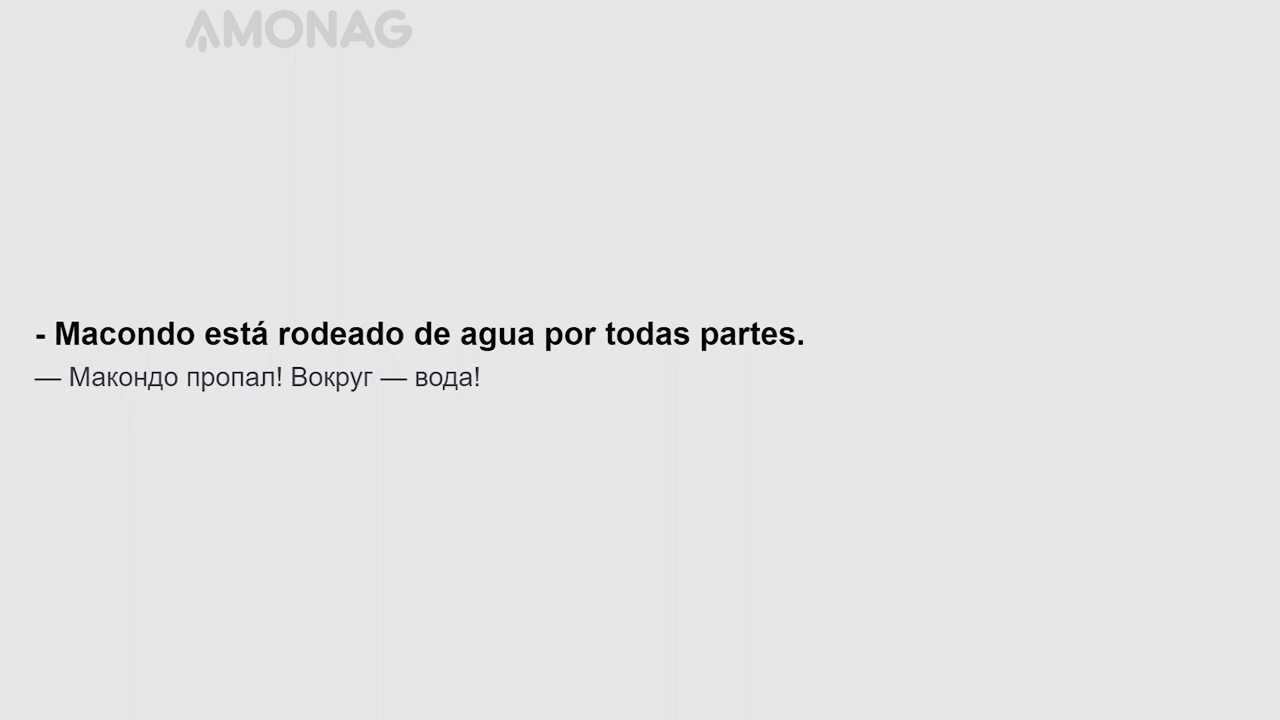 AMONAG
- Macondo está rodeado de agua por todas partes.
— Макондо пропал! Вокруг — вода!